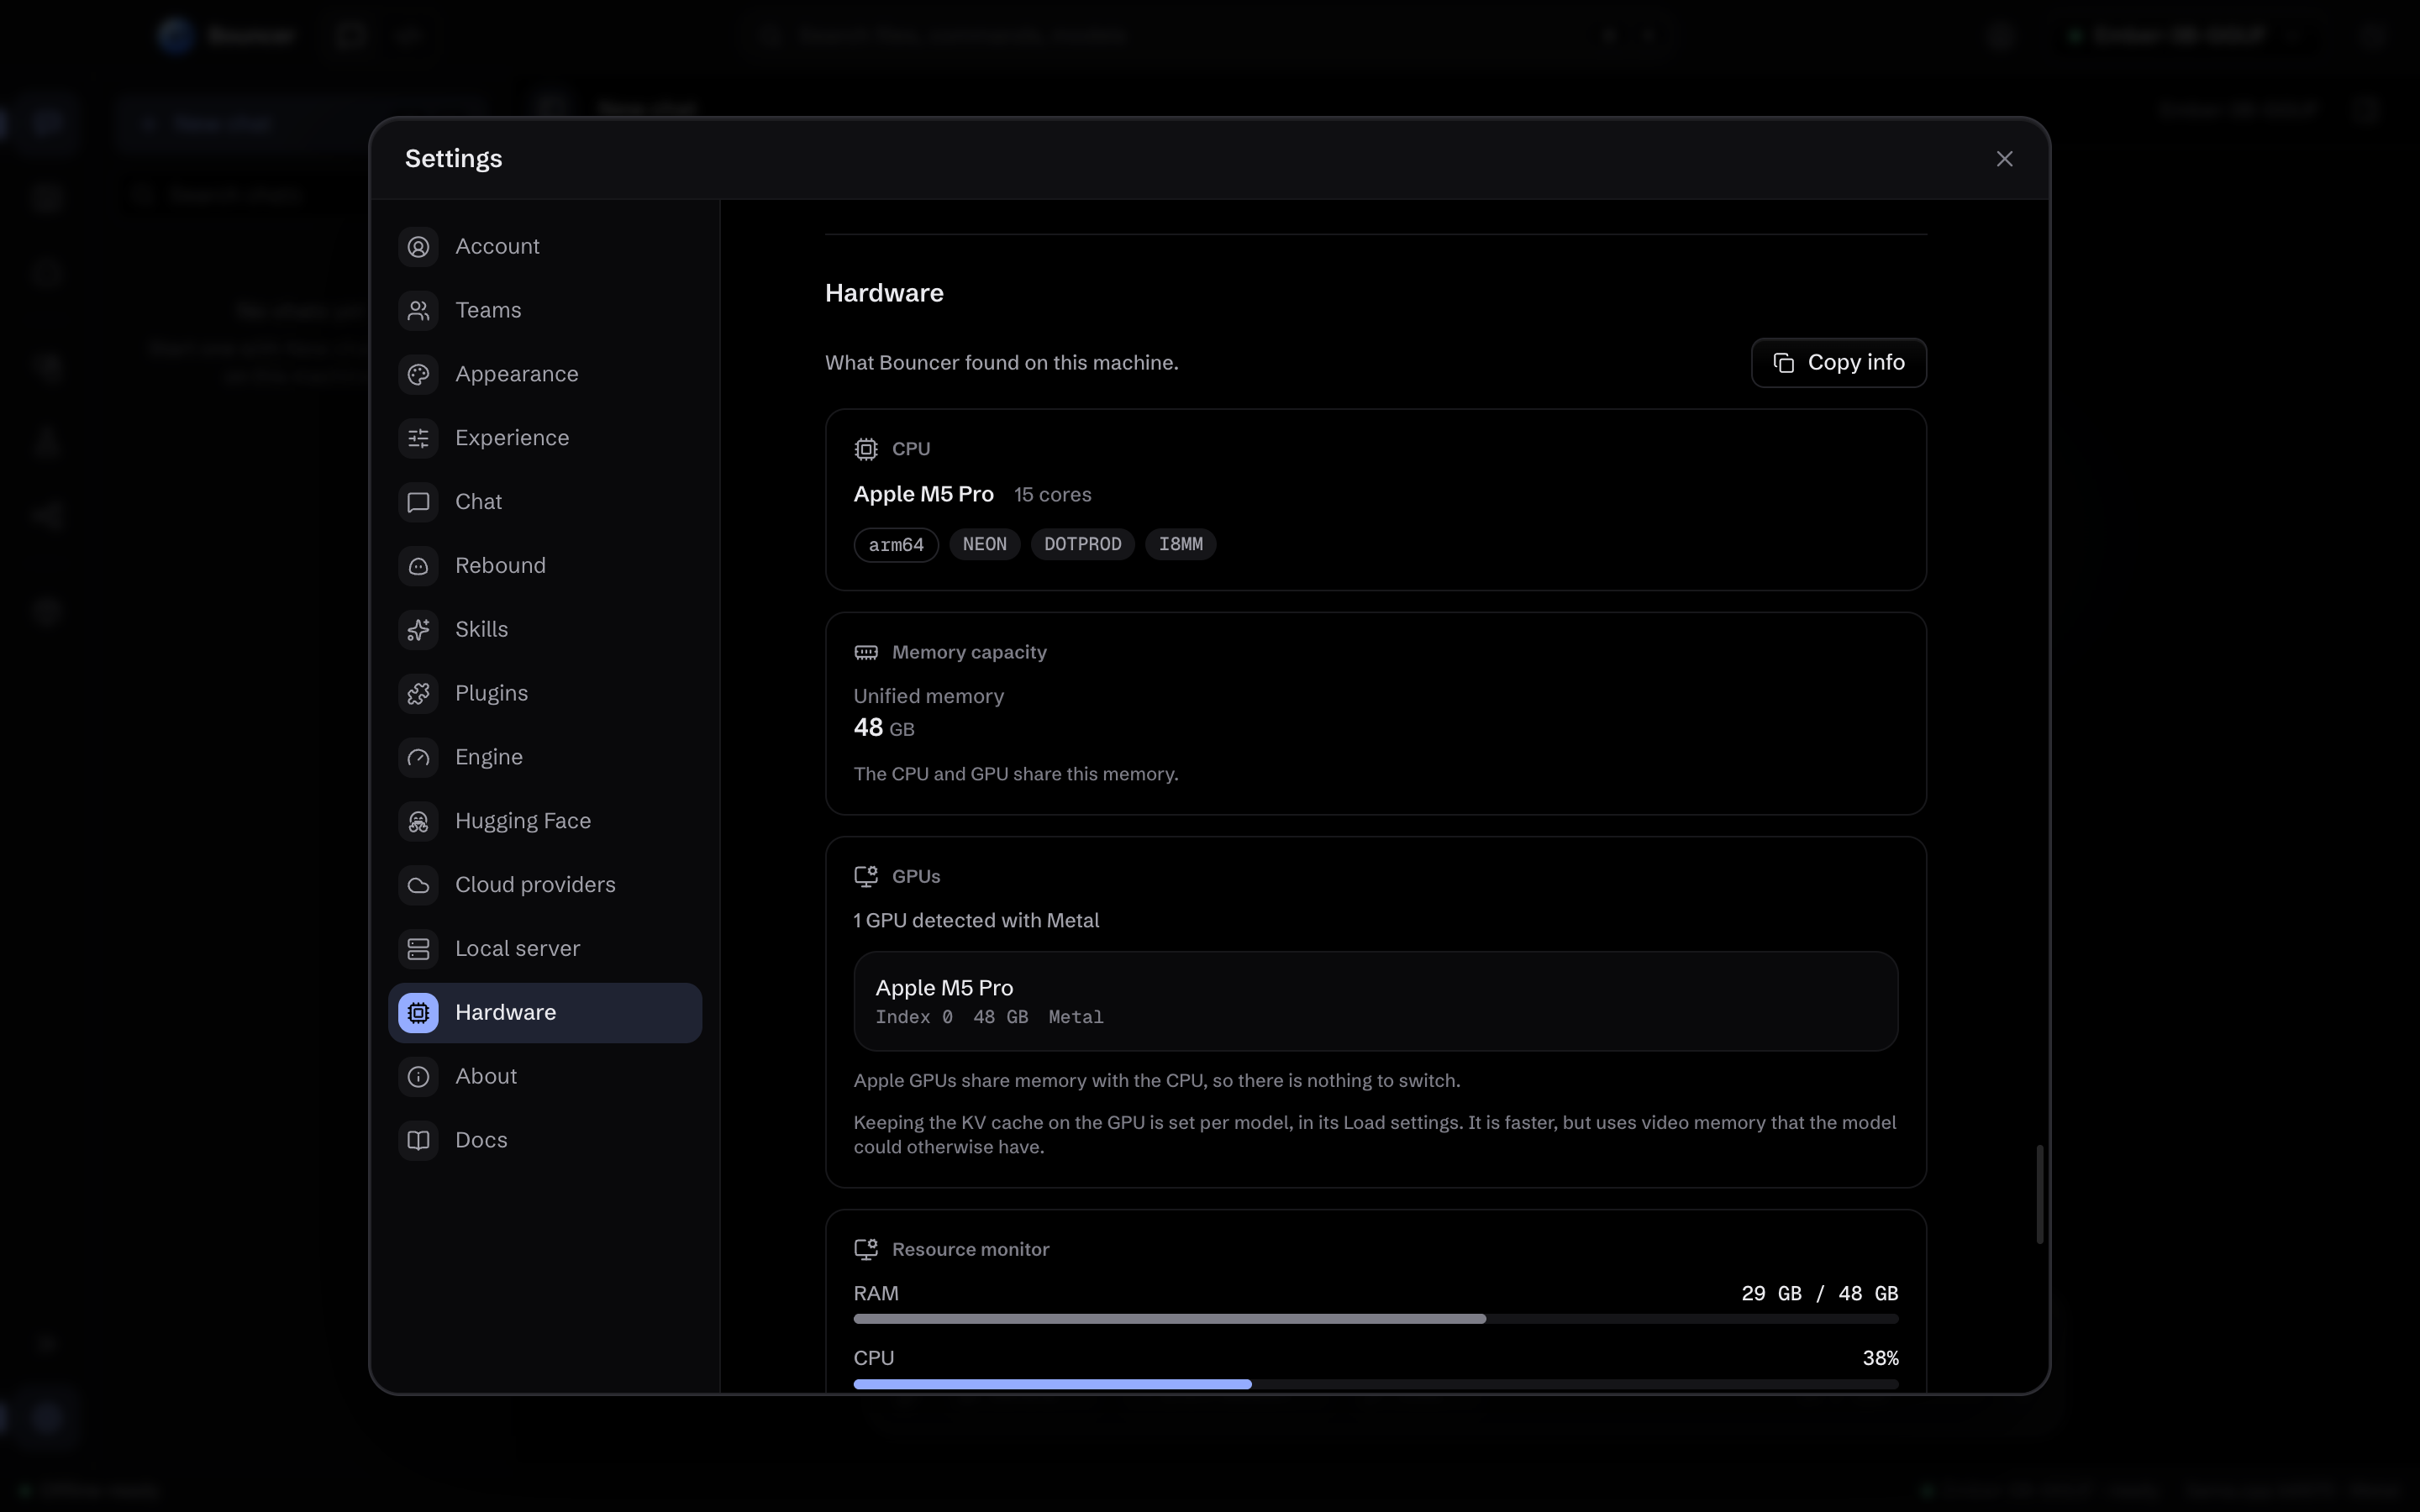 Bouncer
New chat
New chat
Settings
Account
Teams
Appearance
Experience
Chat
Rebound
Skills
Plugins
Engine
Hugging Face
Cloud providers
Local server
Hardware
About
Docs
Hardware
What Bouncer found on this machine.
Copy info
CPU
Apple M5 Pro 15 cores
arm64 NEON DOTPROD I8MM
Memory capacity
Unified memory
48 GB
The CPU and GPU share this memory.
GPUs
1 GPU detected with Metal
Apple M5 Pro
Index 0 48 GB Metal
Apple GPUs share memory with the CPU, so there is nothing to switch.
Keeping the KV cache on the GPU is set per model, in its Load settings. It is faster, but uses video memory that the model
could otherwise have.
Resource monitor
RAM 29 GB / 48 GB
CPU 38%